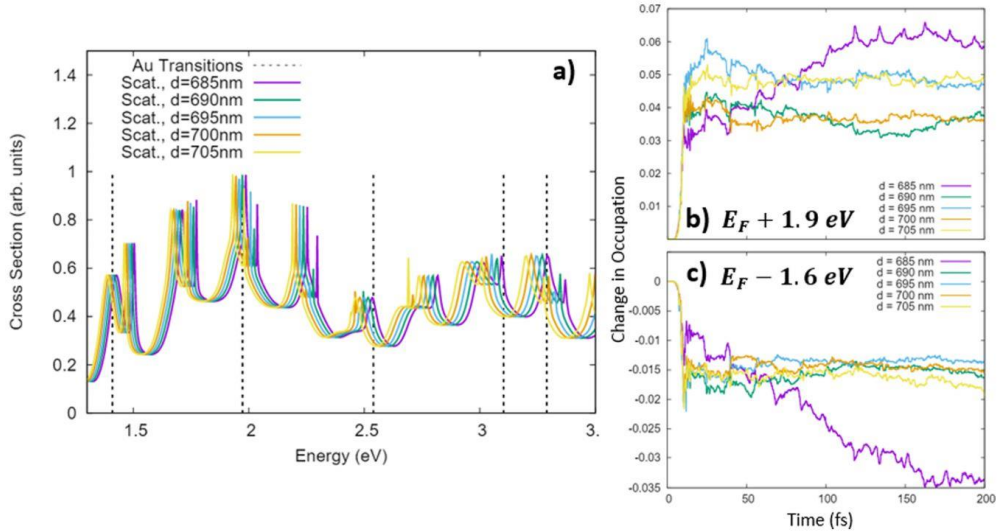 a)
Au Transitions
Scat., d=685nm
Scat., d=690nm
Scat., d=695nm
Scat., d=700nm
Scat., d=705nm
Cross Section (arb. units)
1.4
1.2
1
0.8
0.6
0.4
0.2
0
1.5
2
2.5
3
3.
Energy (eV)
0.07
0.06
0.05
0.04
0.03
0.02
0.01
d = 685 nm
d = 690 nm
d = 695 nm
d = 700 nm
d = 705 nm
b) E_F + 1.9 eV
Change in Occupation
c) E_F − 1.6 eV
d = 685 nm
d = 690 nm
d = 695 nm
d = 700 nm
d = 705 nm
0
-0.005
-0.01
-0.015
-0.02
-0.025
-0.03
-0.035
0
50
100
150
200
Time (fs)